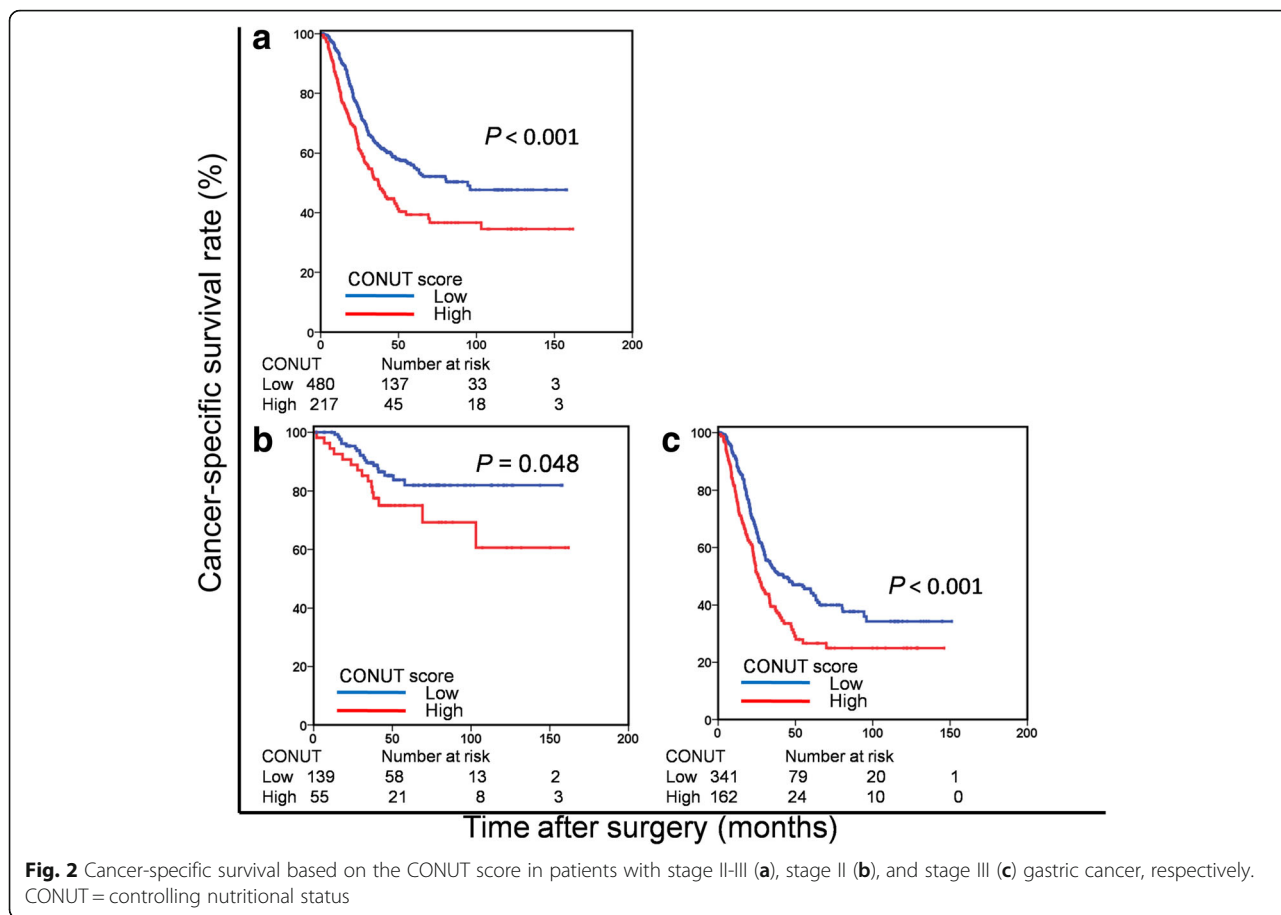 Cancer-specific survival rate (%)
a
100
80
60
40
20
0
P < 0.001
CONUT score
Low
High
0 50 100 150 200
CONUT Number at risk
Low 480 137 33 3
High 217 45 18 3
b
100
80
60
40
20
0
P = 0.048
CONUT score
Low
High
0 50 100 150 200
CONUT Number at risk
Low 139 58 13 2
High 55 21 8 3
c
100
80
60
40
20
0
P < 0.001
CONUT score
Low
High
0 50 100 150 200
CONUT Number at risk
Low 341 79 20 1
High 162 24 10 0
Time after surgery (months)
Fig. 2 Cancer-specific survival based on the CONUT score in patients with stage II-III (a), stage II (b), and stage III (c) gastric cancer, respectively.
CONUT = controlling nutritional status